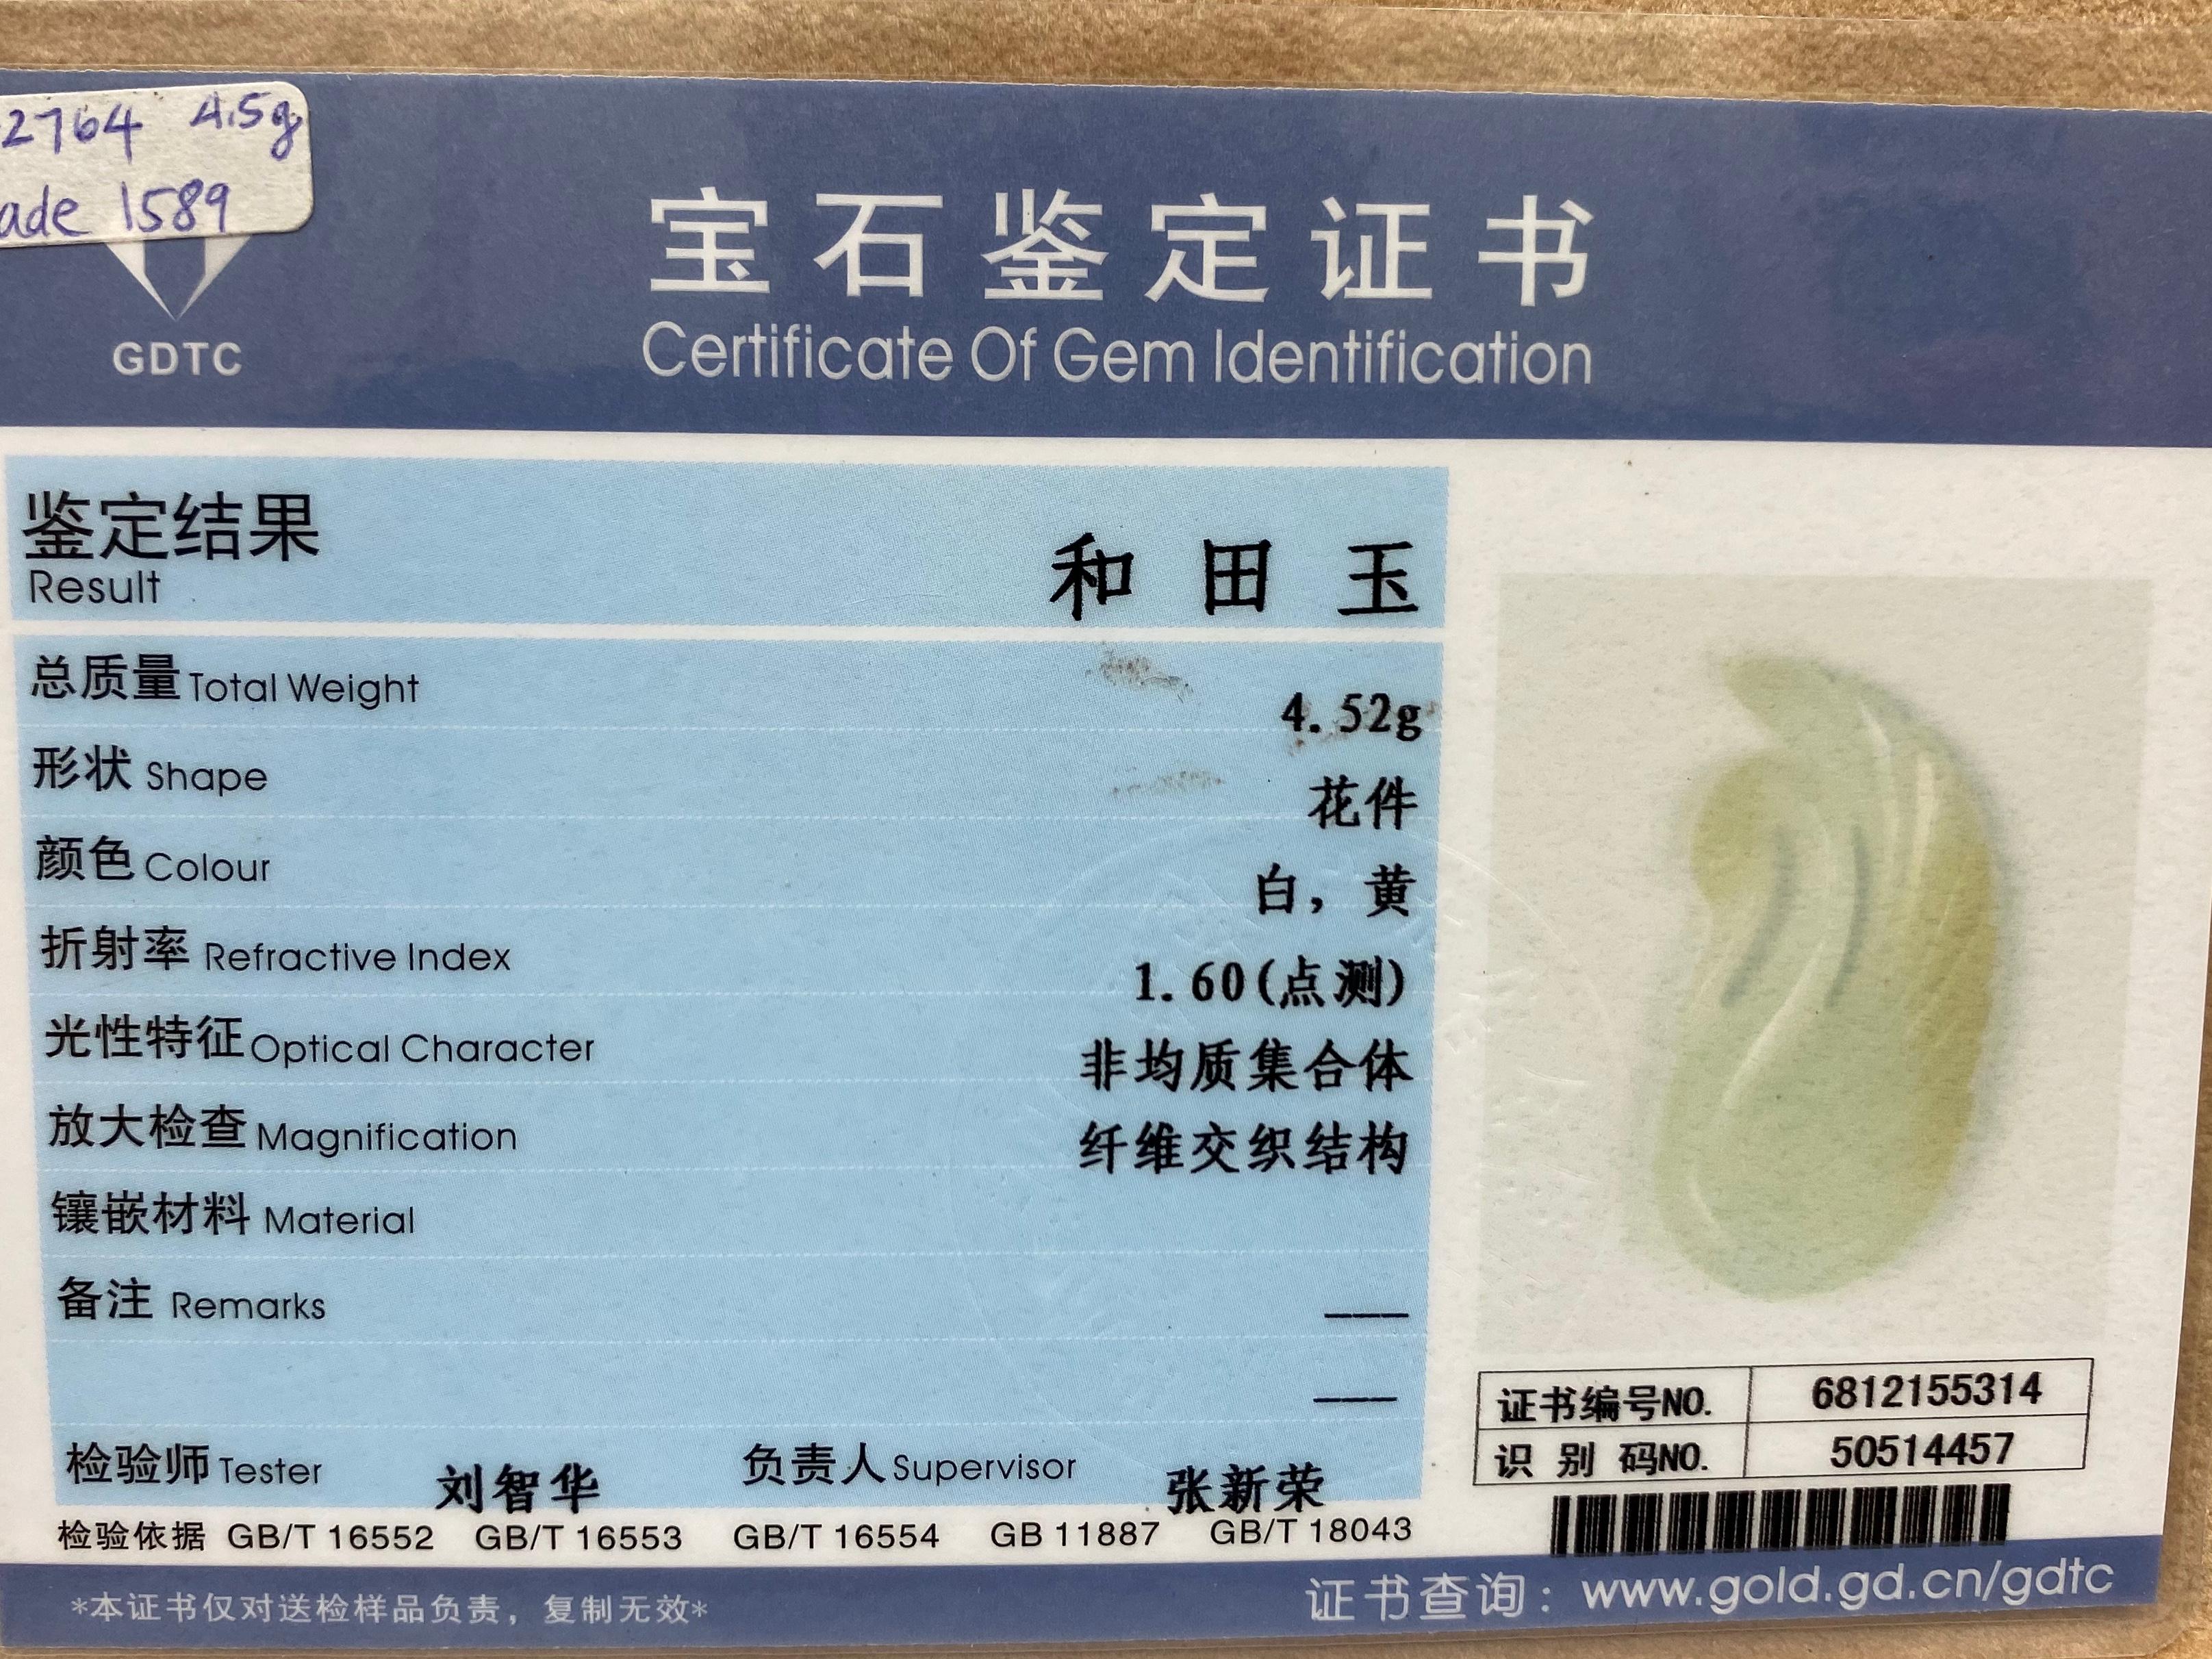 2764 4.5g
ade 1589
GDTC
宝石鉴定证书
Certificate Of Gem Identification
鉴定结果
Result
和田玉
总质量 Total Weight 4.52g
形状 Shape 花件
颜色 Colour 白，黄
折射率 Refractive Index 1.60(点测)
光性特征 Optical Character 非均质集合体
放大检查 Magnification 纤维交织结构
镶嵌材料 Material
备注 Remarks ——
——
检验师 Tester 刘智华 负责人 Supervisor 张新荣
检验依据 GB/T 16552 GB/T 16553 GB/T 16554 GB 11887 GB/T 18043
证书编号NO. 6812155314
识别码NO. 50514457
*本证书仅对送检样品负责，复制无效*
证书查询：www.gold.gd.cn/gdtc